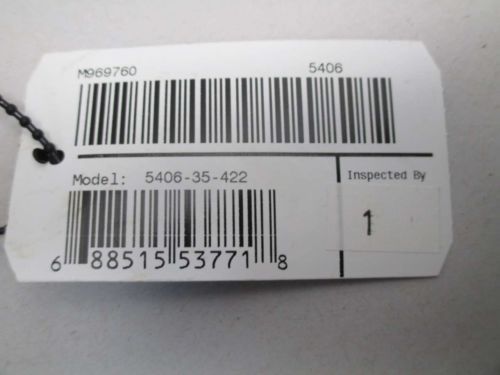 M969760 5406
Model: 5406-35-422
Inspected By
1
6 88515 53771 8